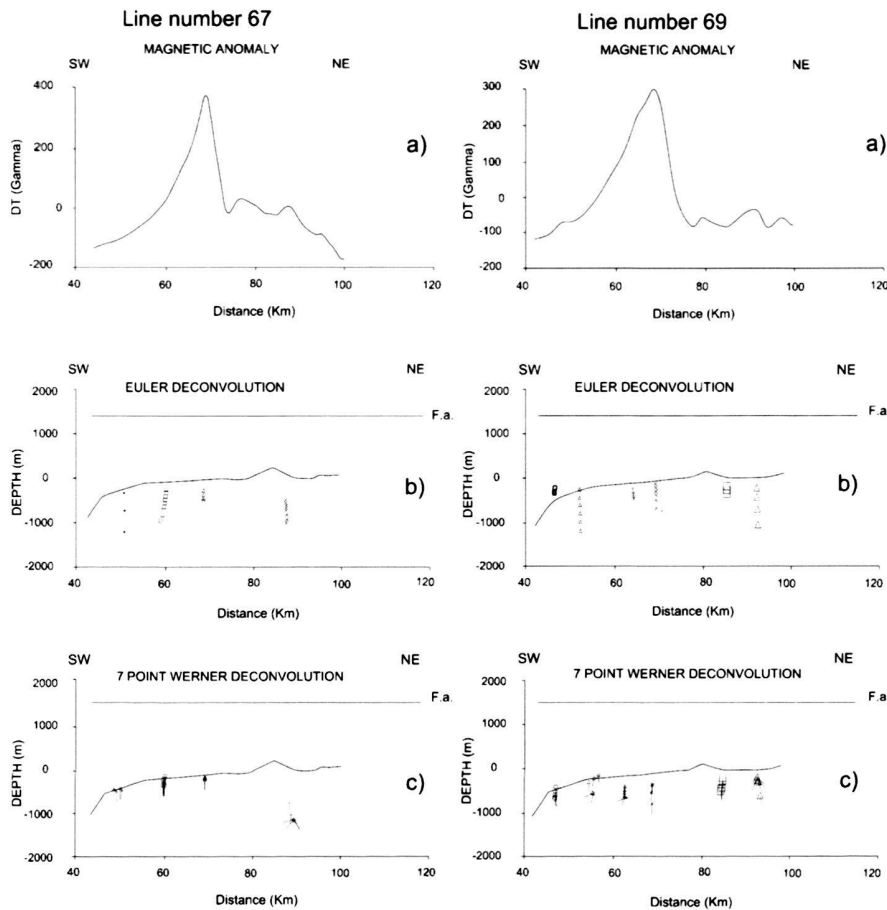 Line number 67
MAGNETIC ANOMALY
SW
NE
400
200
0
-200
DT (Gamma)
a)
40
60
80
100
120
Distance (Km)
SW
NE
EULER DECONVOLUTION
2000
1000
0
-1000
-2000
DEPTH (m)
F.a.
b)
40
60
80
100
120
Distance (Km)
SW
NE
7 POINT WERNER DECONVOLUTION
2000
1000
0
-1000
-2000
DEPTH (m)
F.a.
c)
40
60
80
100
120
Distance (Km)
Line number 69
MAGNETIC ANOMALY
SW
NE
300
200
100
0
-100
-200
DT (Gamma)
a)
40
60
80
100
120
Distance (Km)
SW
NE
EULER DECONVOLUTION
2000
1000
0
-1000
-2000
DEPTH (m)
F.a
b)
40
60
80
100
120
Distance (Km)
SW
NE
7 POINT WERNER DECONVOLUTION
2000
1000
0
-1000
-2000
DEPTH (m)
F.a
c)
40
60
80
100
120
Distance (Km)